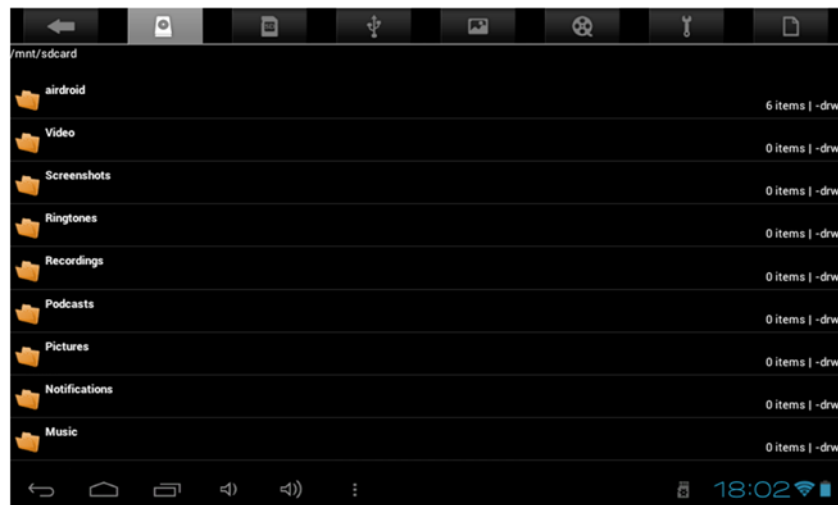 /mnt/sdcard
airdroid
6 items | -drw
Video
0 items | -drw
Screenshots
0 items | -drw
Ringtones
0 items | -drw
Recordings
0 items | -drw
Podcasts
0 items | -drw
Pictures
0 items | -drw
Notifications
0 items | -drw
Music
0 items | -drw
18:02